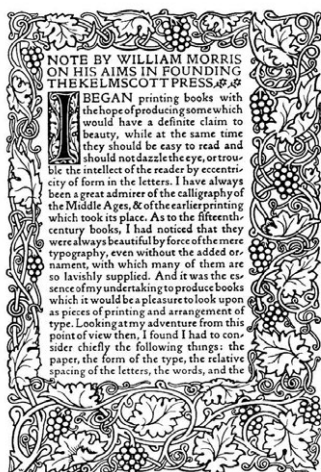 NOTE BY WILLIAM MORRIS
ON HIS AIMS IN FOUNDING
THE KELMSCOTT PRESS
I BEGAN printing books with
the hope of producing some which
would have a definite claim to
beauty, while at the same time
they should be easy to read and
should not dazzle the eye, or trou-
ble the intellect of the reader by eccentri-
city of form in the letters. I have always
been a great admirer of the calligraphy of
the Middle Ages, & of the earlier printing
which took its place. As to the fifteenth-
century books, I had noticed that they
were always beautiful by force of the mere
typography, even without the added or-
nament, with which many of them are
so lavishly supplied. And it was the es-
sence of my undertaking to produce books
which it would be a pleasure to look upon
as pieces of printing and arrangement of
type. Looking at my adventure from this
point of view then, I found I had to con-
sider chiefly the following things: the
paper, the form of the type, the relative
spacing of the letters, the words, and the